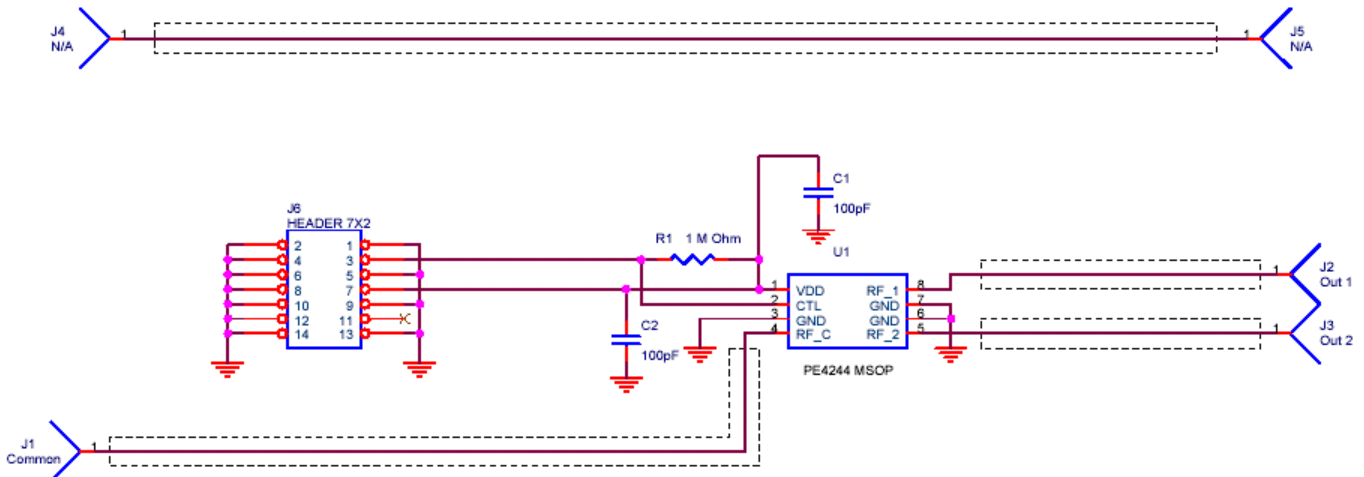 J4
N/A
1
1
J5
N/A
C1
100pF
J6
HEADER 7X2
R1 1 M Ohm
U1
2 1
4 3
6 5
8 7
10 9
12 11
14 13
1 VDD RF_1 8
2 CTL GND 7
3 GND GND 6
4 RF_C RF_2 5
1
J2
Out 1
1
J3
Out 2
C2
100pF
PE4244 MSOP
J1
Common
1